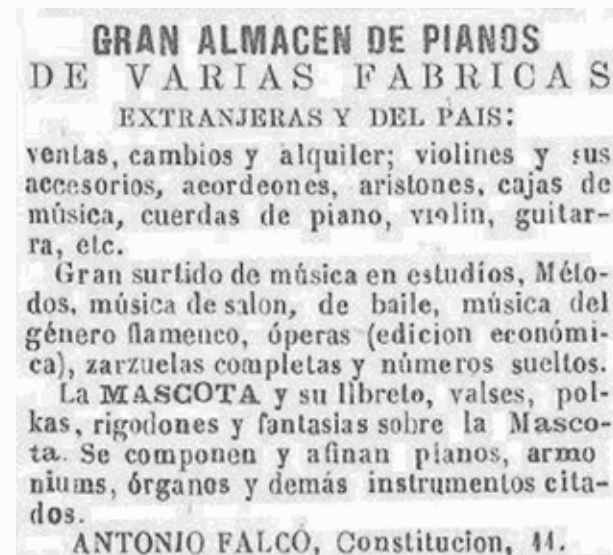 GRAN ALMACEN DE PIANOS
DE VARIAS FABRICAS
EXTRANJERAS Y DEL PAIS:
ventas, cambios y alquiler; violines y sus
accesorios, acordeones, aristones, cajas de
música, cuerdas de piano, violin, guitar-
ra, etc.
Gran surtido de música en estudios, Méto-
dos, música de salon, de baile, música del
género flamenco, óperas (edicion económi-
ca), zarzuelas completas y números sueltos.
La MASCOTA y su libreto, valses, pol-
kas, rigodones y fantasias sobre la Masco-
ta. Se componen y afinan pianos, armo
niums, órganos y demás instrumentos cita-
dos.
ANTONIO FALCÓ, Constitucion, 11.